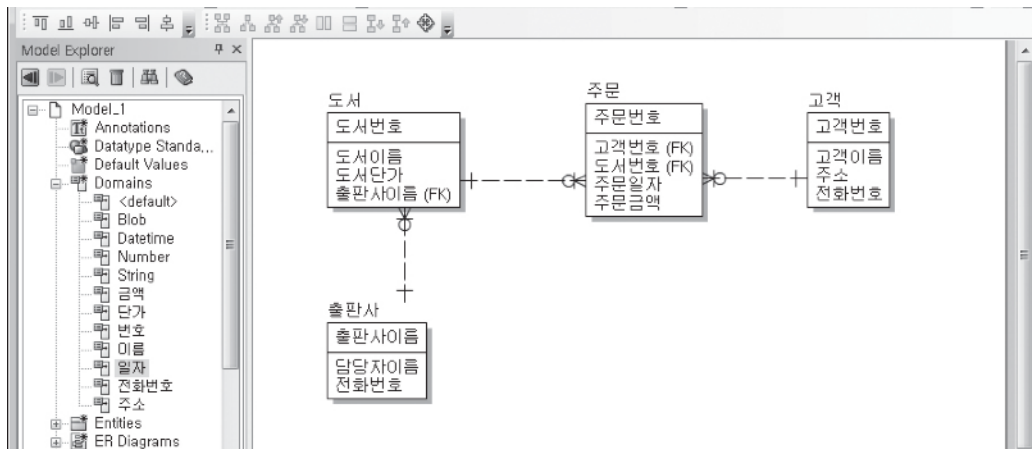 Model Explorer
Model_1
Annotations
Datatype Standa...
Default Values
Domains
<default>
Blob
Datetime
Number
String
금액
단가
번호
이름
일자
전화번호
주소
Entities
ER Diagrams
도서
도서번호
도서이름
도서단가
출판사이름 (FK)
주문
주문번호
고객번호 (FK)
도서번호 (FK)
주문일자
주문금액
고객
고객번호
고객이름
주소
전화번호
출판사
출판사이름
담당자이름
전화번호